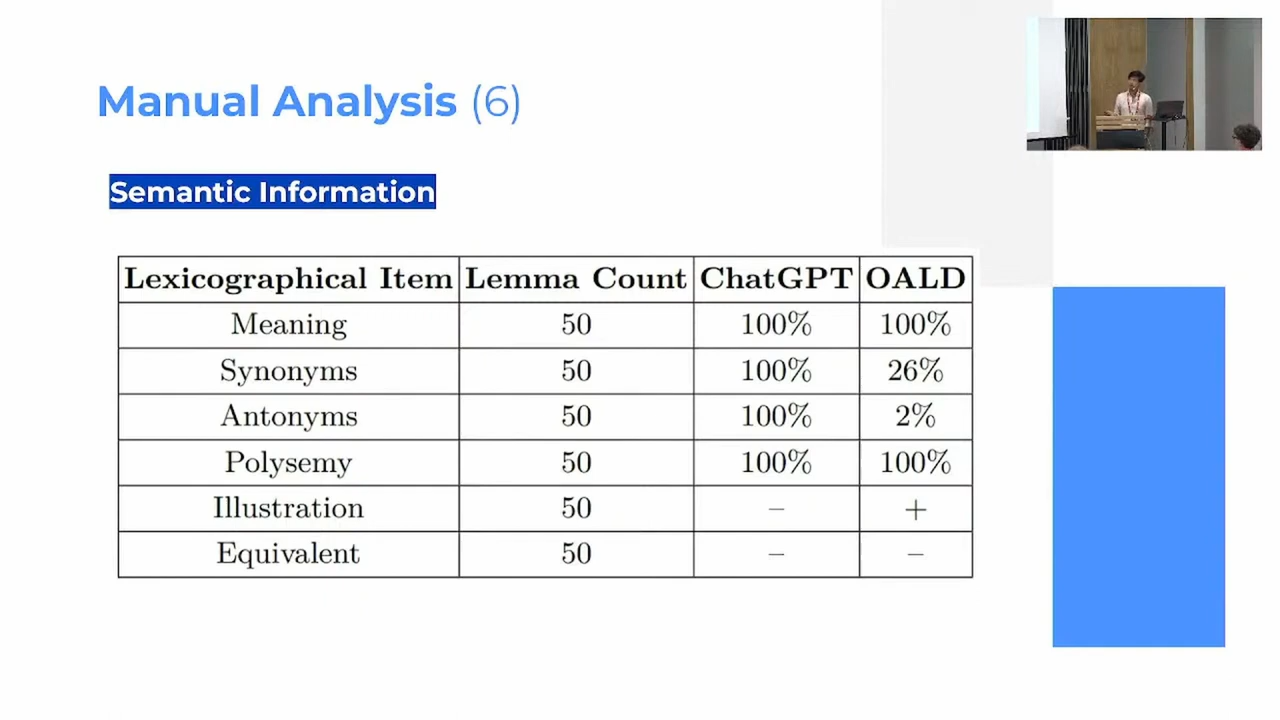 Manual Analysis (6)
Semantic Information
Lexicographical Item Lemma Count ChatGPT OALD
Meaning 50 100% 100%
Synonyms 50 100% 26%
Antonyms 50 100% 2%
Polysemy 50 100% 100%
Illustration 50 – +
Equivalent 50 – –